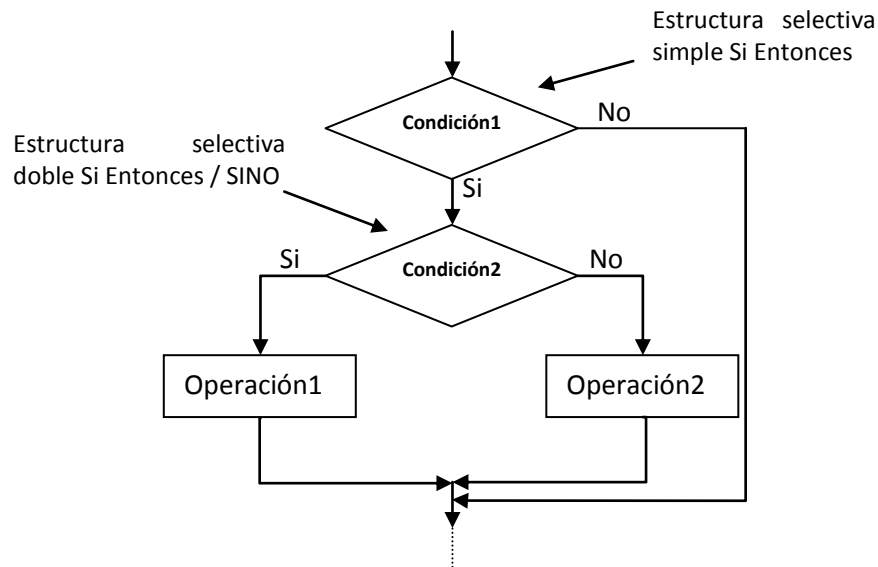 Estructura selectiva
simple Si Entonces
Condición1
No
Estructura selectiva
doble Si Entonces / SINO
Si
Si
Condición2
No
Operación1
Operación2